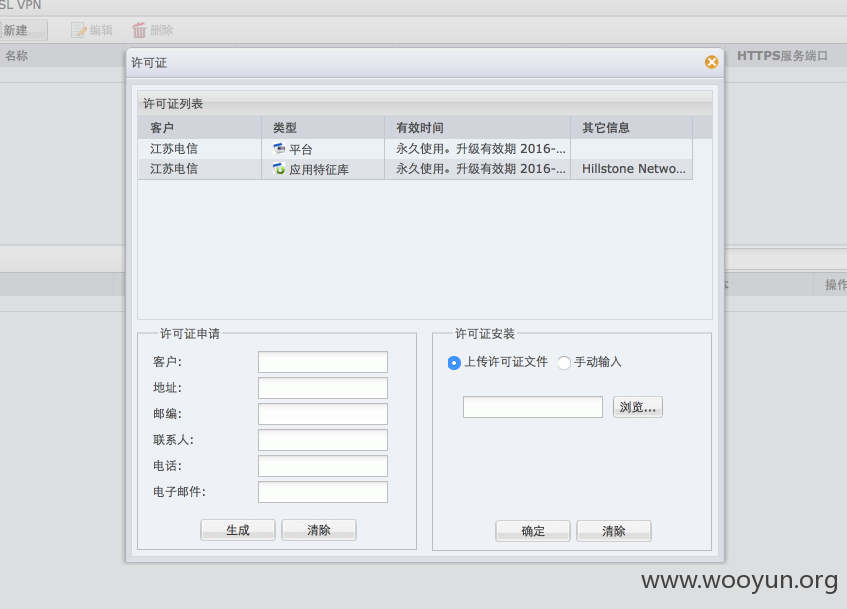 SL VPN
新建 编辑 删除
名称 HTTPS服务端口
许可证
许可证列表
客户 类型 有效时间 其它信息
江苏电信 平台 永久使用。升级有效期 2016-...
江苏电信 应用特征库 永久使用。升级有效期 2016-... Hillstone Netwo...
操作
许可证申请
客户:
地址:
邮编:
联系人:
电话:
电子邮件:
生成 清除
许可证安装
上传许可证文件 手动输入
浏览...
确定 清除
www.wooyun.org